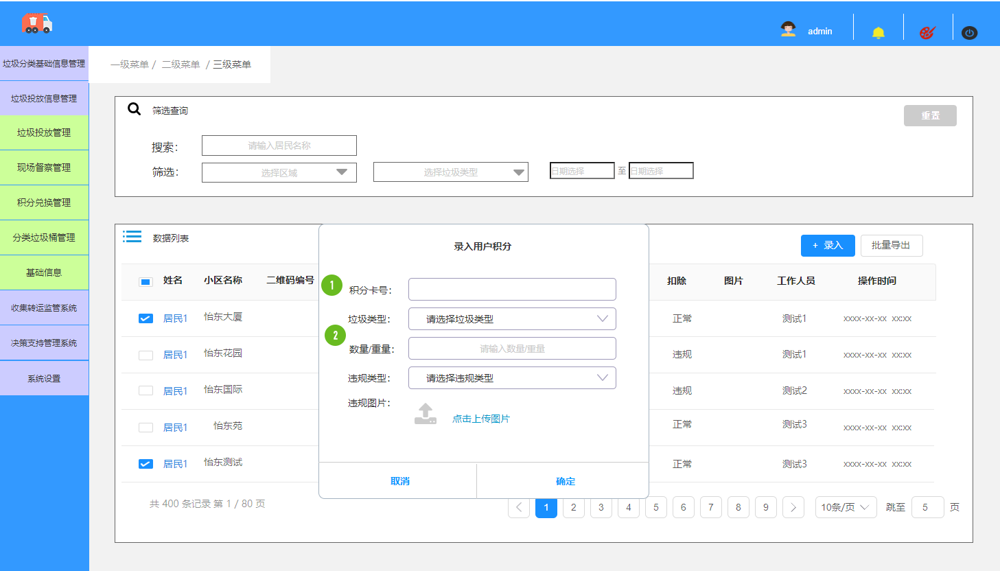 admin
垃圾分类基础信息管理
一级菜单 / 二级菜单 / 三级菜单
垃圾投放信息管理
垃圾投放管理
现场督察管理
积分兑换管理
分类垃圾桶管理
基础信息
收集转运监管系统
决策支持管理系统
系统设置
筛选查询
重置
搜索：
请输入居民名称
筛选：
选择区域
选择垃圾类型
日期选择 至 日期选择
数据列表
+ 录入
批量导出
姓名 小区名称 二维码编号 扣除 图片 工作人员 操作时间
居民1 怡东大厦 正常 测试1 xxxx-xx-xx xx:xx
居民1 怡东花园 违规 测试1 xxxx-xx-xx xx:xx
居民1 怡东国际 违规 测试2 xxxx-xx-xx xx:xx
居民1 怡东苑 正常 测试3 xxxx-xx-xx xx:xx
居民1 怡东测试 正常 测试3 xxxx-xx-xx xx:xx
录入用户积分
1
积分卡号：
垃圾类型：
请选择垃圾类型
2
数量/重量：
请输入数量/重量
违规类型：
请选择违规类型
违规图片：
点击上传图片
取消
确定
共 400 条记录 第 1 / 80 页
1 2 3 4 5 6 7 8 9
10条/页
跳至 5 页